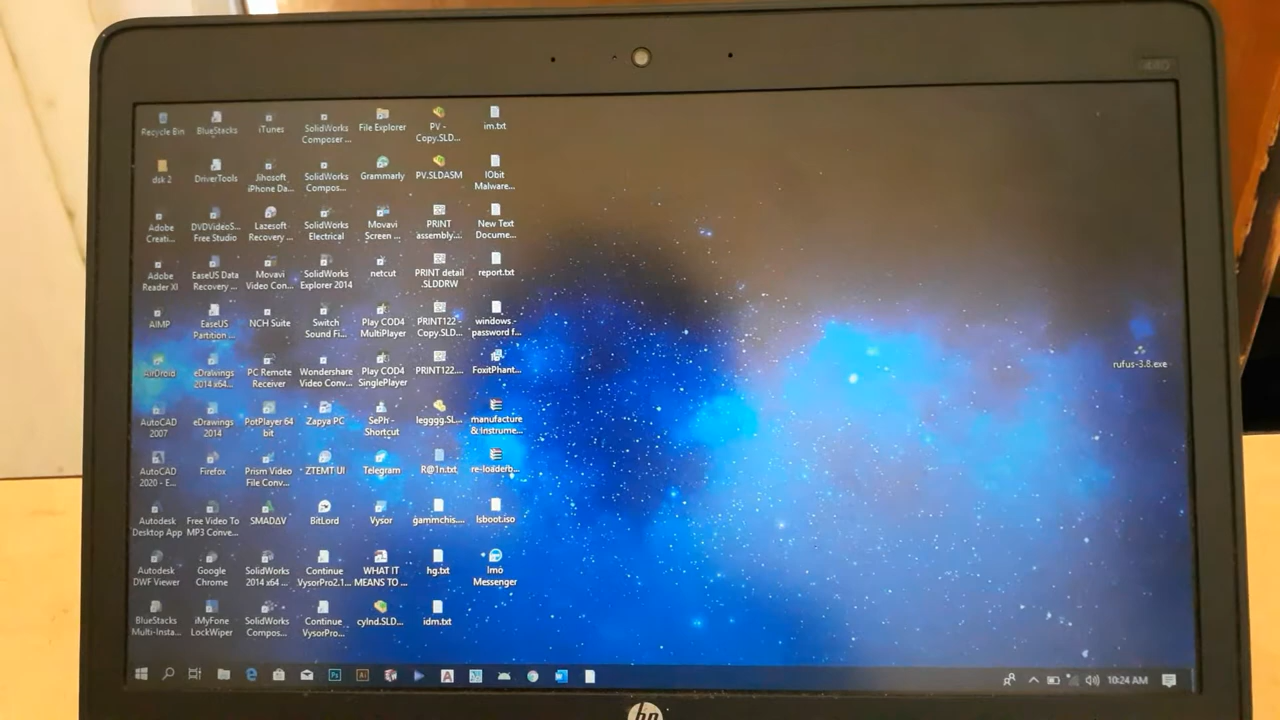 440
Recycle Bin
BlueStacks
iTunes
SolidWorks
Composer ...
File Explorer
PV -
Copy.SLD...
im.txt
dsk 2
DriverTools
Jihosoft
iPhone Da...
SolidWorks
Compos...
Grammarly
PV.SLDASM
IObit
Malware...
Adobe
Creati...
DVDVideoS...
Free Studio
Lazesoft
Recovery ...
SolidWorks
Electrical
Movavi
Screen ...
PRINT
assembly....
New Text
Docume...
Adobe
Reader XI
EaseUS Data
Recovery ...
Movavi
Video Con...
SolidWorks
Explorer 2014
netcut
PRINT detail
.SLDDRW
report.txt
AIMP
EaseUS
Partition ...
NCH Suite
Switch
Sound Fi...
Play COD4
MultiPlayer
PRINT122 -
Copy.SLD...
windows-
password f...
AirDroid
eDrawings
2014 x64...
PC Remote
Receiver
Wondershare
Video Conv...
Play COD4
SinglePlayer
PRINT122....
FoxitPhant...
rufus-3.8.exe
AutoCAD
2007
eDrawings
2014
PotPlayer 64
bit
Zapya PC
SePh -
Shortcut
legggg.SL...
manufacture
& instrume...
AutoCAD
2020 - E...
Firefox
Prism Video
File Conv...
ZTEMT UI
Telegram
R@1n.txt
re-loaderb...
Autodesk
Desktop App
Free Video To
MP3 Conve...
SMADΔV
BitLord
Vysor
gammchis....
lsboot.iso
Autodesk
DWF Viewer
Google
Chrome
SolidWorks
2014 x64 ...
Continue
VysorPro2.1...
WHAT IT
MEANS TO ...
hg.txt
Imo
Messenger
BlueStacks
Multi-Insta...
iMyFone
LockWiper
SolidWorks
Compos...
Continue
VysorPro...
cylnd.SLD...
idm.txt
Ps
Ai
A
10:24 AM
hp